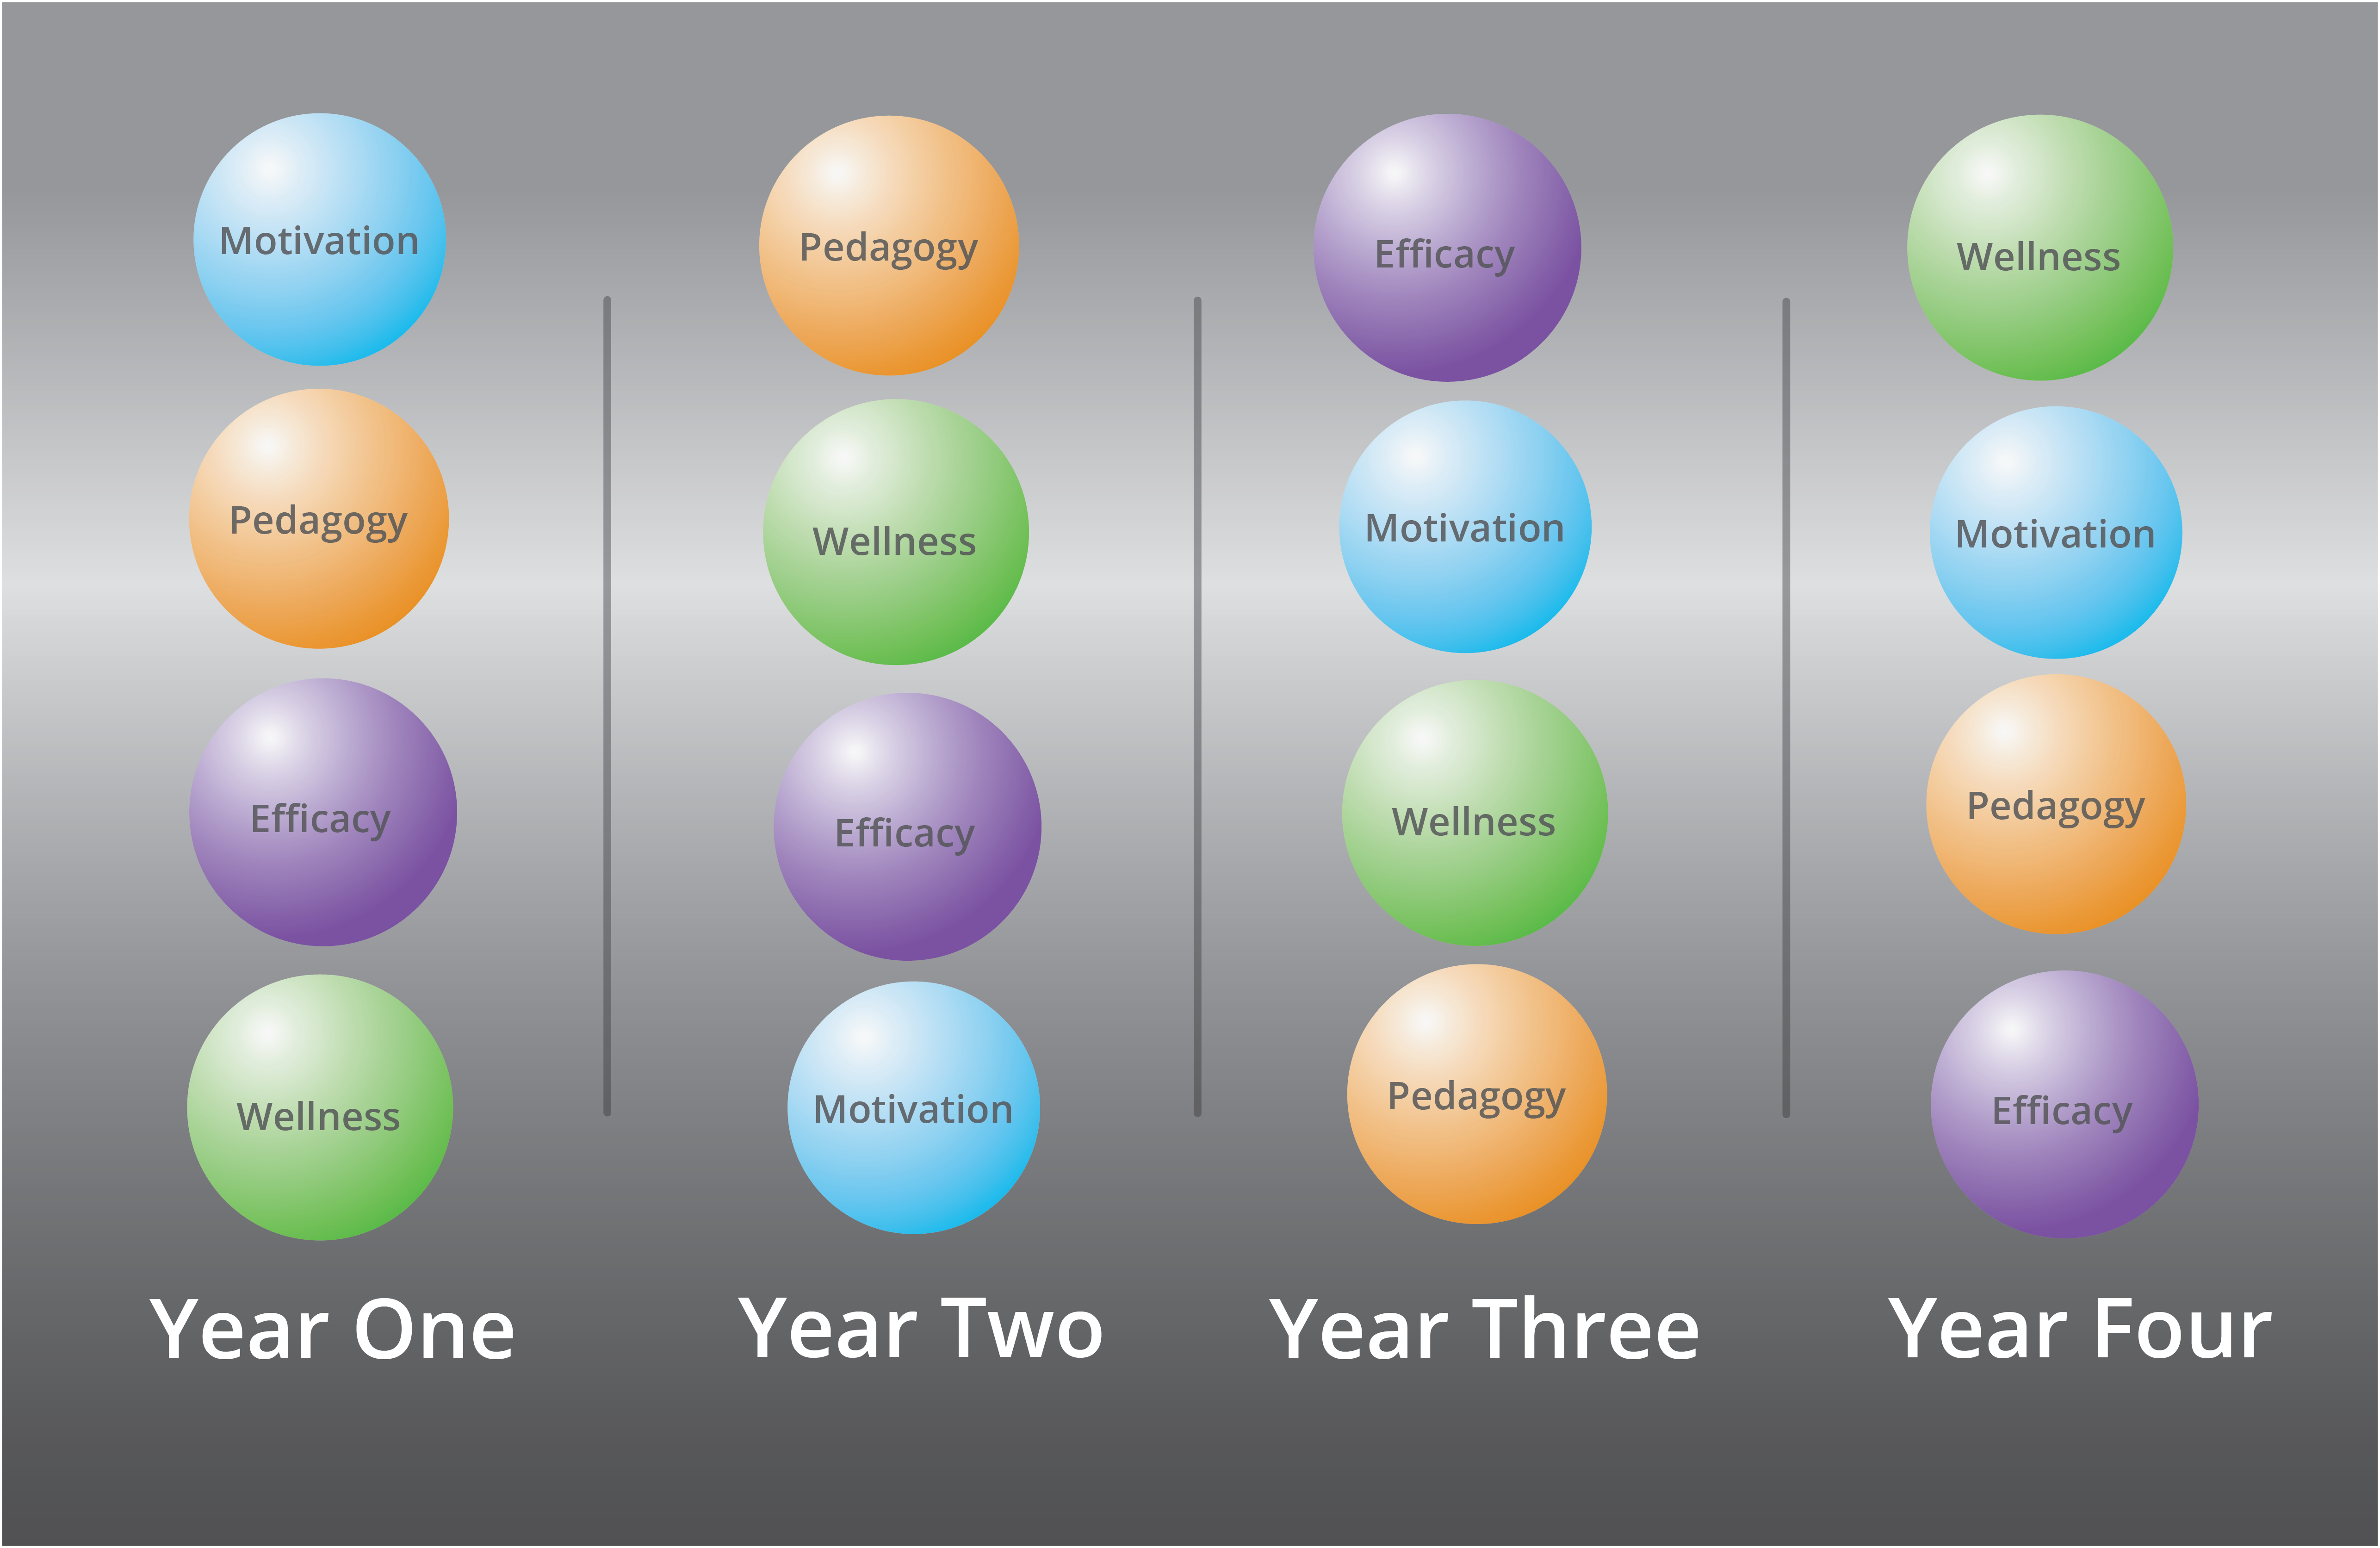 Motivation
Pedagogy
Efficacy
Wellness
Year One
Pedagogy
Wellness
Efficacy
Motivation
Year Two
Efficacy
Motivation
Wellness
Pedagogy
Year Three
Wellness
Motivation
Pedagogy
Efficacy
Year Four